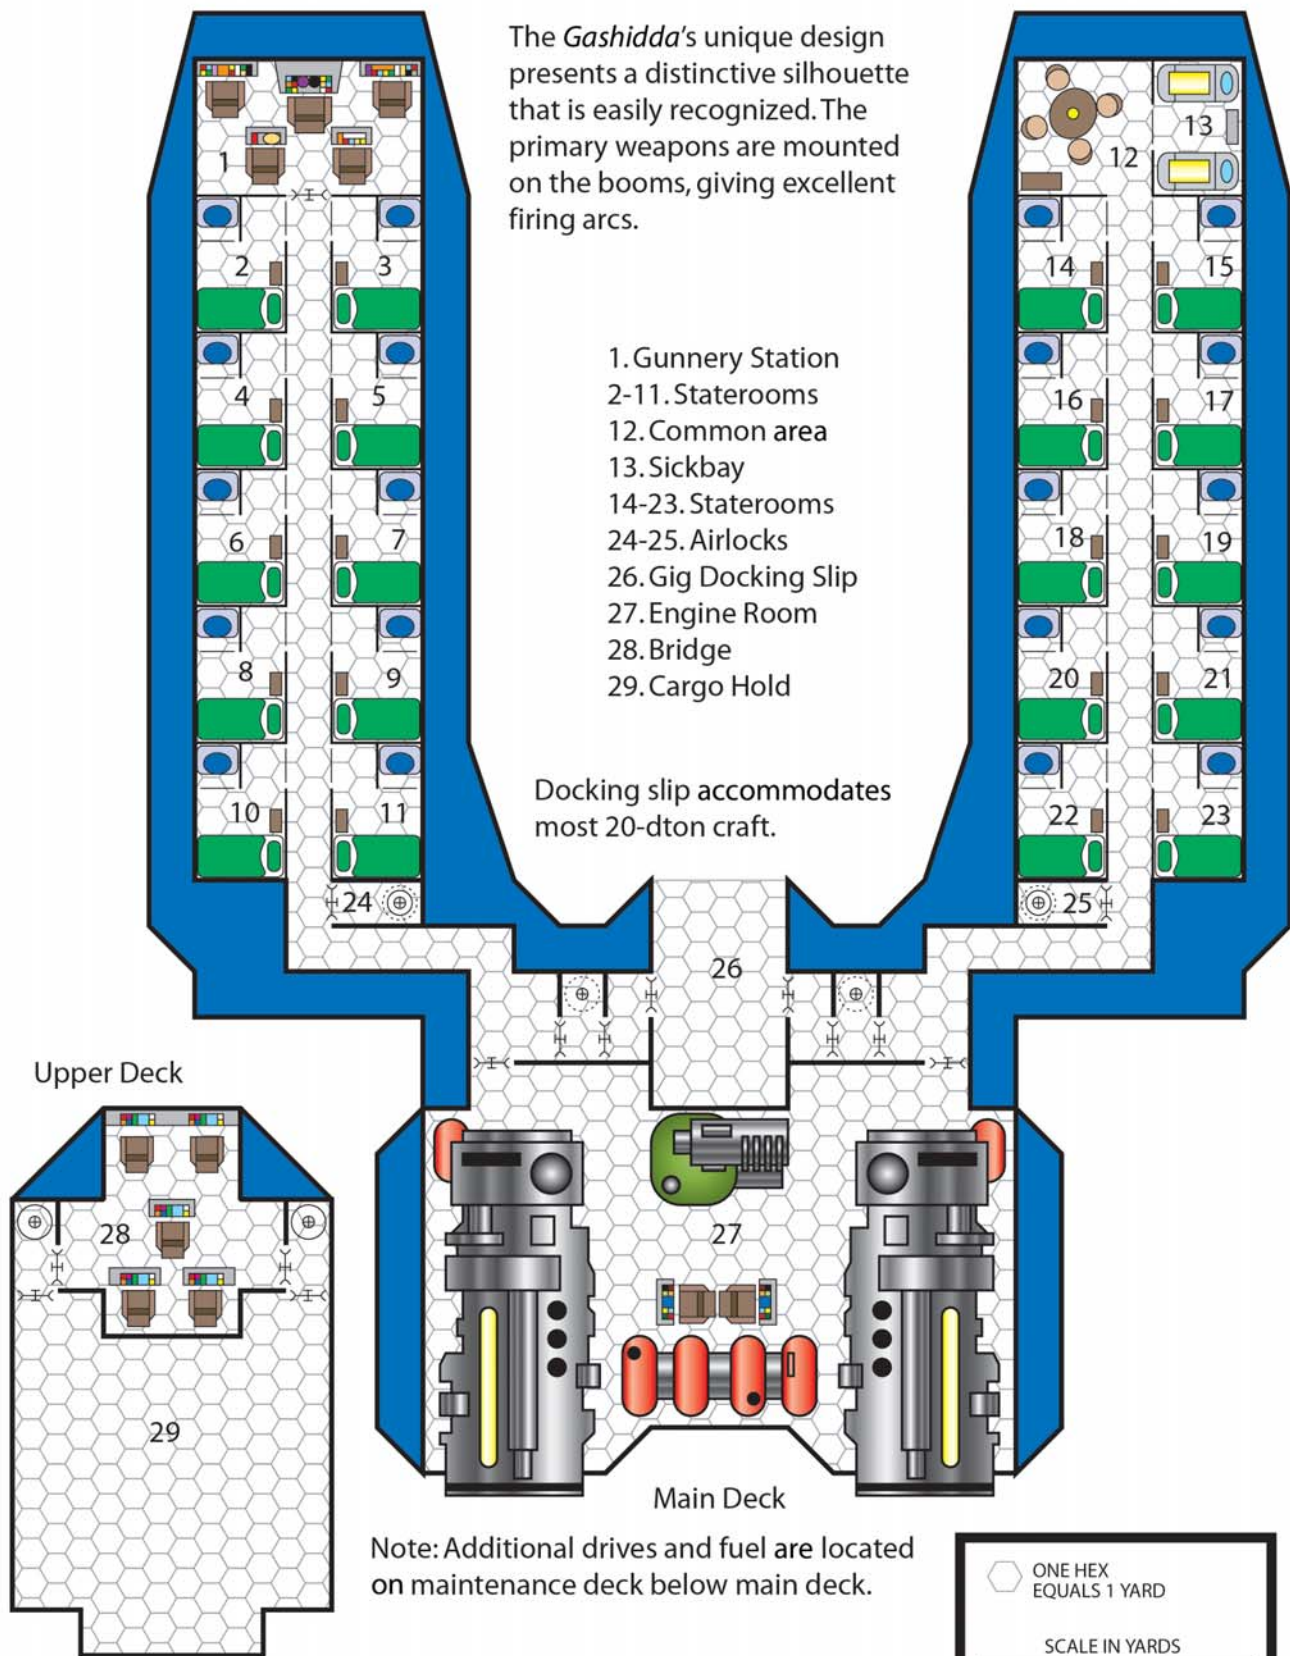 The Gashidda's unique design
presents a distinctive silhouette
that is easily recognized. The
primary weapons are mounted
on the booms, giving excellent
firing arcs.
1. Gunnery Station
2-11. Staterooms
12. Common area
13. Sickbay
14-23. Staterooms
24-25. Airlocks
26. Gig Docking Slip
27. Engine Room
28. Bridge
29. Cargo Hold
Docking slip accommodates
most 20-dton craft.
1
2
3
4
5
6
7
8
9
10
11
24
12
13
14
15
16
17
18
19
20
21
22
23
25
26
27
Upper Deck
28
29
Main Deck
Note: Additional drives and fuel are located
on maintenance deck below main deck.
ONE HEX
EQUALS 1 YARD
SCALE IN YARDS